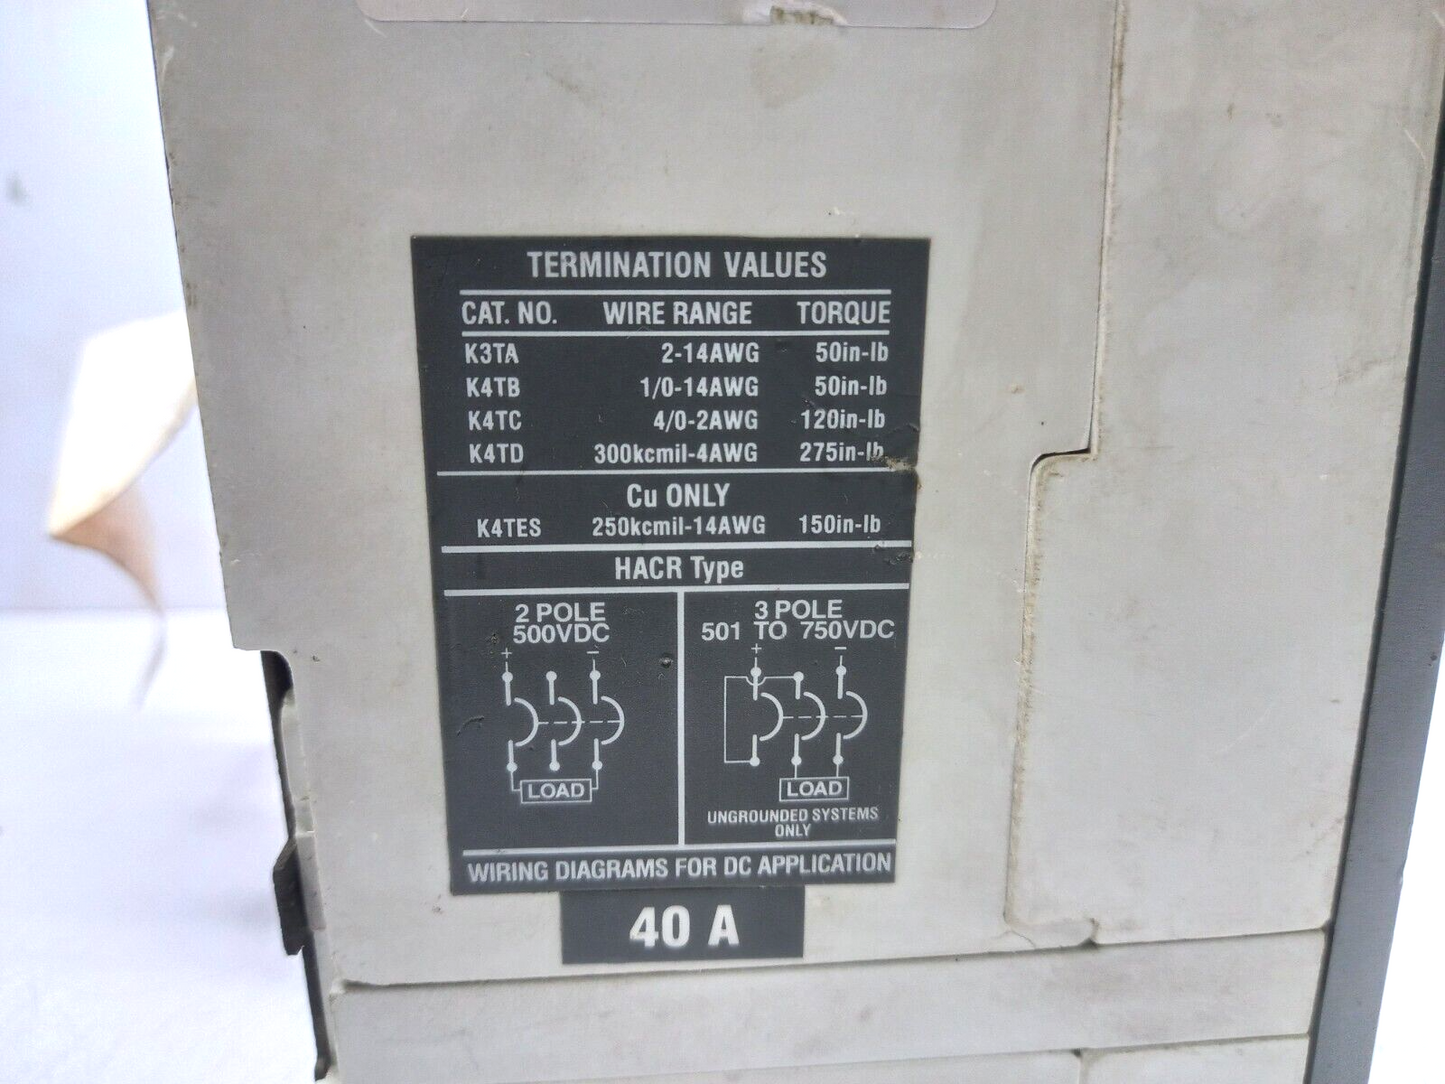 TERMINATION VALUES
CAT. NO. WIRE RANGE TORQUE
K3TA 2-14AWG 50in-lb
K4TB 1/0-14AWG 50in-lb
K4TC 4/0-2AWG 120in-lb
K4TD 300kcmil-4AWG 275in-lb
Cu ONLY
K4TES 250kcmil-14AWG 150in-lb
HACR Type
2 POLE
500VDC
+ −
LOAD
3 POLE
501 TO 750VDC
+ −
LOAD
UNGROUNDED SYSTEMS
ONLY
WIRING DIAGRAMS FOR DC APPLICATION
40 A